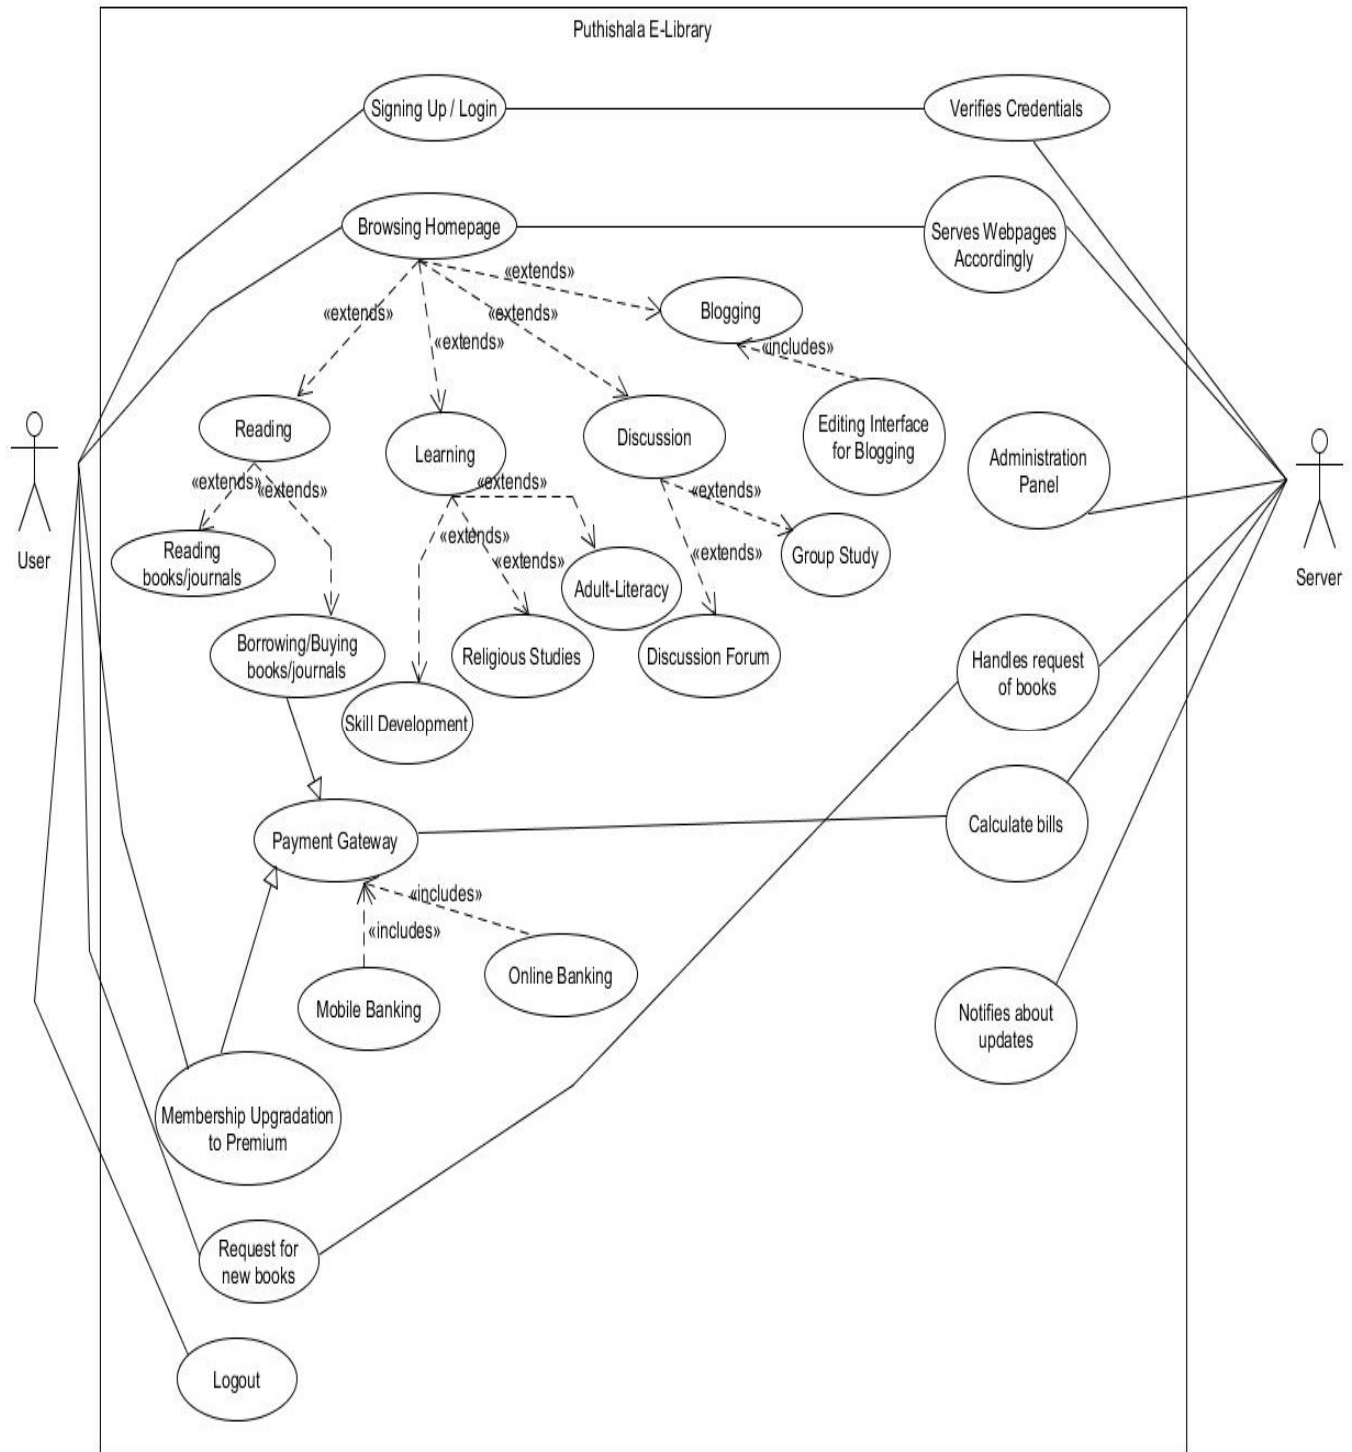 Puthishala E-Library
Signing Up / Login
Verifies Credentials
Browsing Homepage
Serves Webpages
Accordingly
«extends»
Blogging
«extends»
«extends»
«extends»
«includes»
Reading
Learning
Discussion
Editing Interface
for Blogging
Administration
Panel
«extends»
«extends»
«extends»
«extends»
«extends»
«extends»
«extends»
User
Reading
books/journals
Group Study
Server
Adult-Literacy
Borrowing/Buying
books/journals
Religious Studies
Discussion Forum
Handles request
of books
Skill Development
Payment Gateway
Calculate bills
«includes»
«includes»
Online Banking
Mobile Banking
Notifies about
updates
Membership Upgradation
to Premium
Request for
new books
Logout